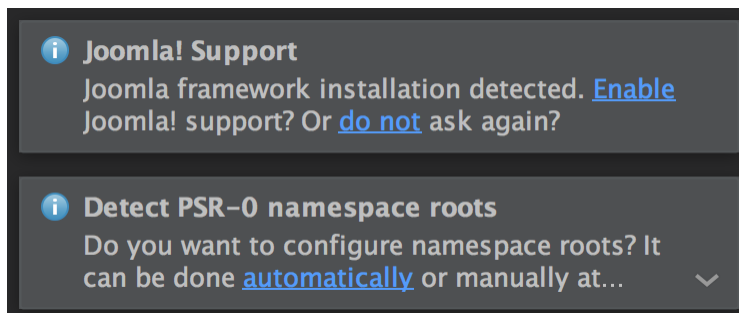 Joomla! Support
Joomla framework installation detected. Enable
Joomla! support? Or do not ask again?
Detect PSR-0 namespace roots
Do you want to configure namespace roots? It
can be done automatically or manually at...